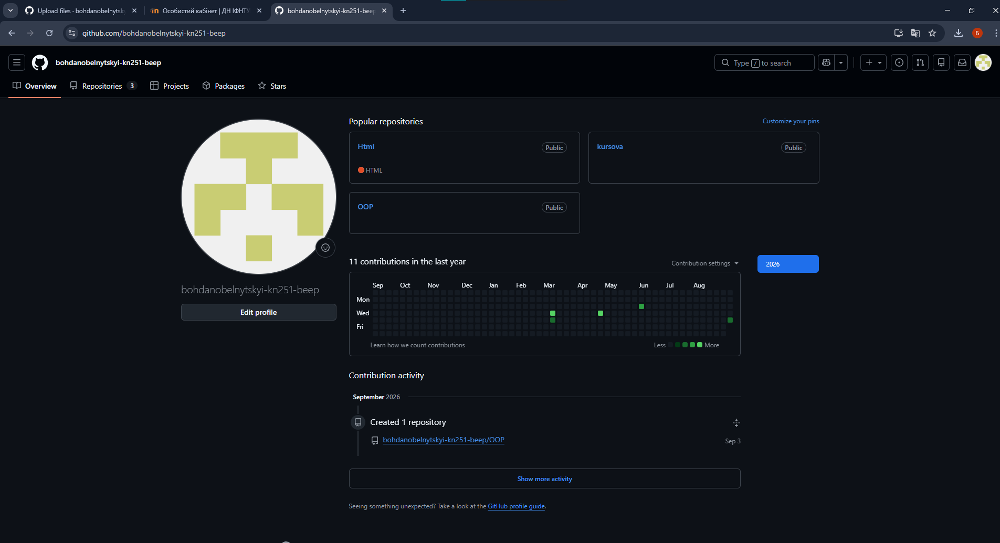 Upload files · bohdanobelnytsk
Особистий кабінет | ДН ІФНТУ
bohdanobelnytskyi-kn251-beep
github.com/bohdanobelnytskyi-kn251-beep
Б
bohdanobelnytskyi-kn251-beep
Type / to search
Overview
Repositories 3
Projects
Packages
Stars
bohdanobelnytskyi-kn251-beep
Edit profile
Popular repositories
Customize your pins
Html
Public
HTML
kursova
Public
OOP
Public
11 contributions in the last year
Contribution settings
2026
Sep Oct Nov Dec Jan Feb Mar Apr May Jun Jul Aug
Mon
Wed
Fri
Learn how we count contributions
Less
More
Contribution activity
September 2026
Created 1 repository
bohdanobelnytskyi-kn251-beep/OOP
Sep 3
Show more activity
Seeing something unexpected? Take a look at the GitHub profile guide.